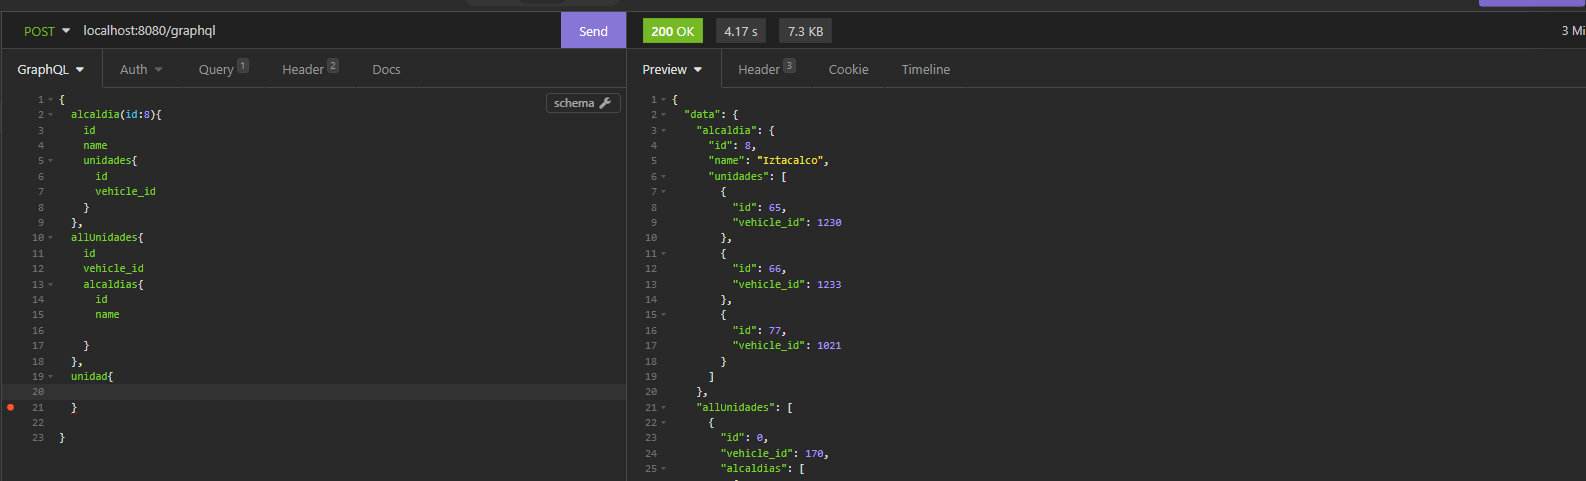 POST localhost:8080/graphql Send 200 OK 4.17 s 7.3 KB 3 Mi
GraphQL Auth Query 1 Header 2 Docs
schema
1 {
2 alcaldia(id:8){
3 id
4 name
5 unidades{
6 id
7 vehicle_id
8 }
9 },
10 allUnidades{
11 id
12 vehicle_id
13 alcaldias{
14 id
15 name
16
17 }
18 },
19 unidad{
20
21 }
22
23 }
Preview Header 3 Cookie Timeline
1 {
2 "data": {
3 "alcaldia": {
4 "id": 8,
5 "name": "Iztacalco",
6 "unidades": [
7 {
8 "id": 65,
9 "vehicle_id": 1230
10 },
11 {
12 "id": 66,
13 "vehicle_id": 1233
14 },
15 {
16 "id": 77,
17 "vehicle_id": 1021
18 }
19 ]
20 },
21 "allUnidades": [
22 {
23 "id": 0,
24 "vehicle_id": 170,
25 "alcaldias": [